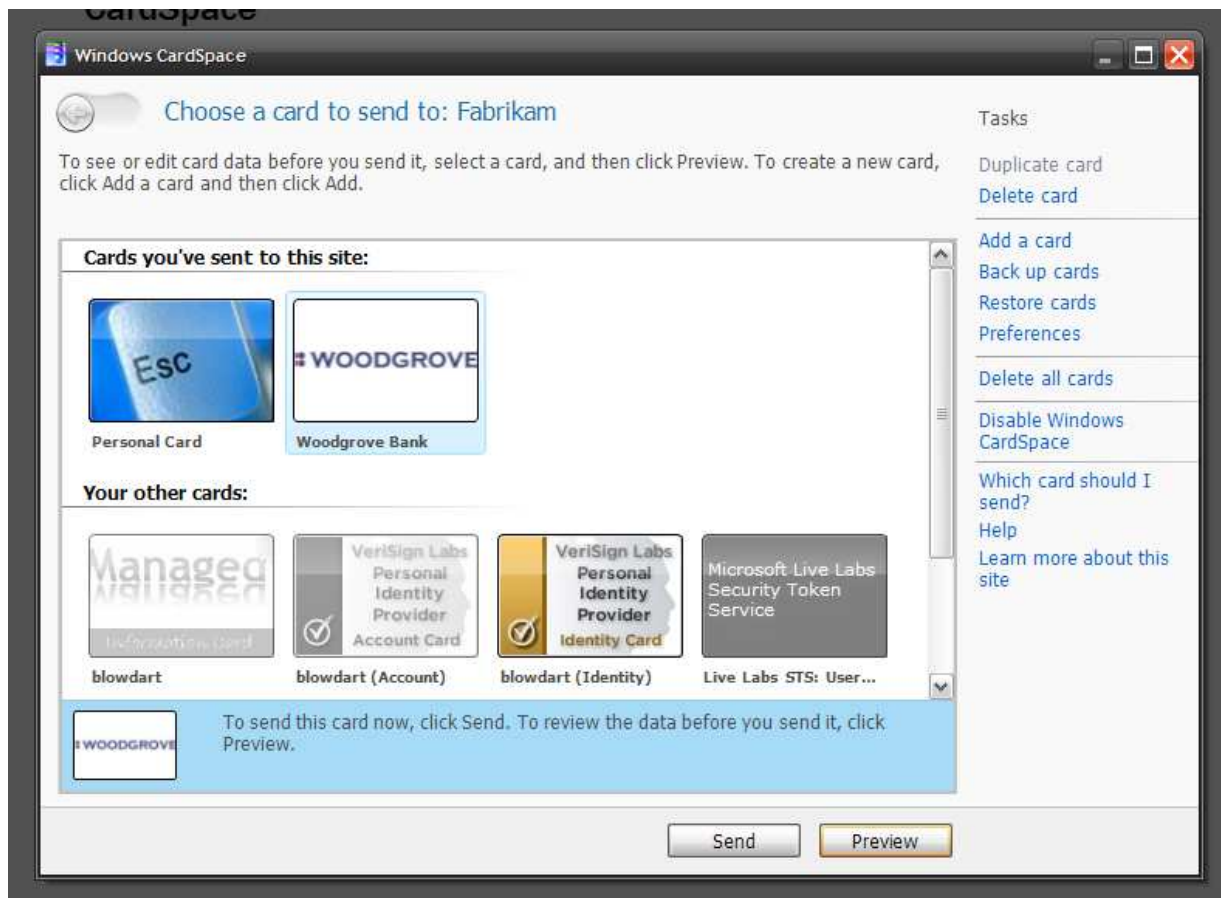 CardSpace
Windows CardSpace
Choose a card to send to: Fabrikam
To see or edit card data before you send it, select a card, and then click Preview. To create a new card,
click Add a card and then click Add.
Cards you've sent to this site:
Esc
WOODGROVE
Personal Card
Woodgrove Bank
Your other cards:
Managed
Information Card
VeriSign Labs
Personal
Identity
Provider
Account Card
VeriSign Labs
Personal
Identity
Provider
Identity Card
Microsoft Live Labs
Security Token
Service
blowdart
blowdart (Account)
blowdart (Identity)
Live Labs STS: User...
WOODGROVE
To send this card now, click Send. To review the data before you send it, click
Preview.
Send
Preview
Tasks
Duplicate card
Delete card
Add a card
Back up cards
Restore cards
Preferences
Delete all cards
Disable Windows
CardSpace
Which card should I
send?
Help
Learn more about this
site